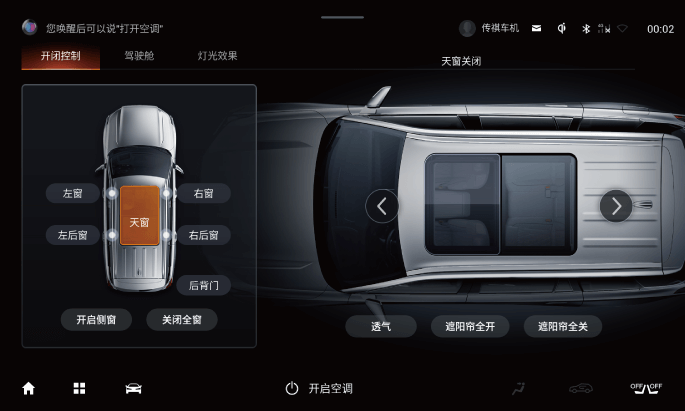 您唤醒后可以说"打开空调"
传祺车机
00:02
开闭控制
驾驶舱
灯光效果
天窗关闭
左窗
右窗
天窗
左后窗
右后窗
后背门
开启侧窗
关闭全窗
透气
遮阳帘全开
遮阳帘全关
开启空调
OFF
OFF